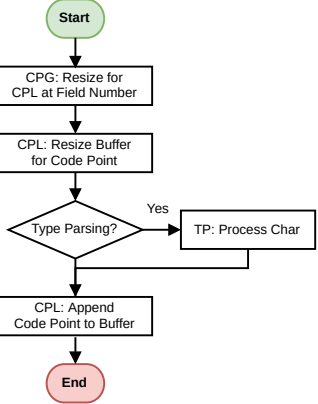 Start
CPG: Resize for
CPL at Field Number
CPL: Resize Buffer
for Code Point
Type Parsing?
Yes
TP: Process Char
CPL: Append
Code Point to Buffer
End